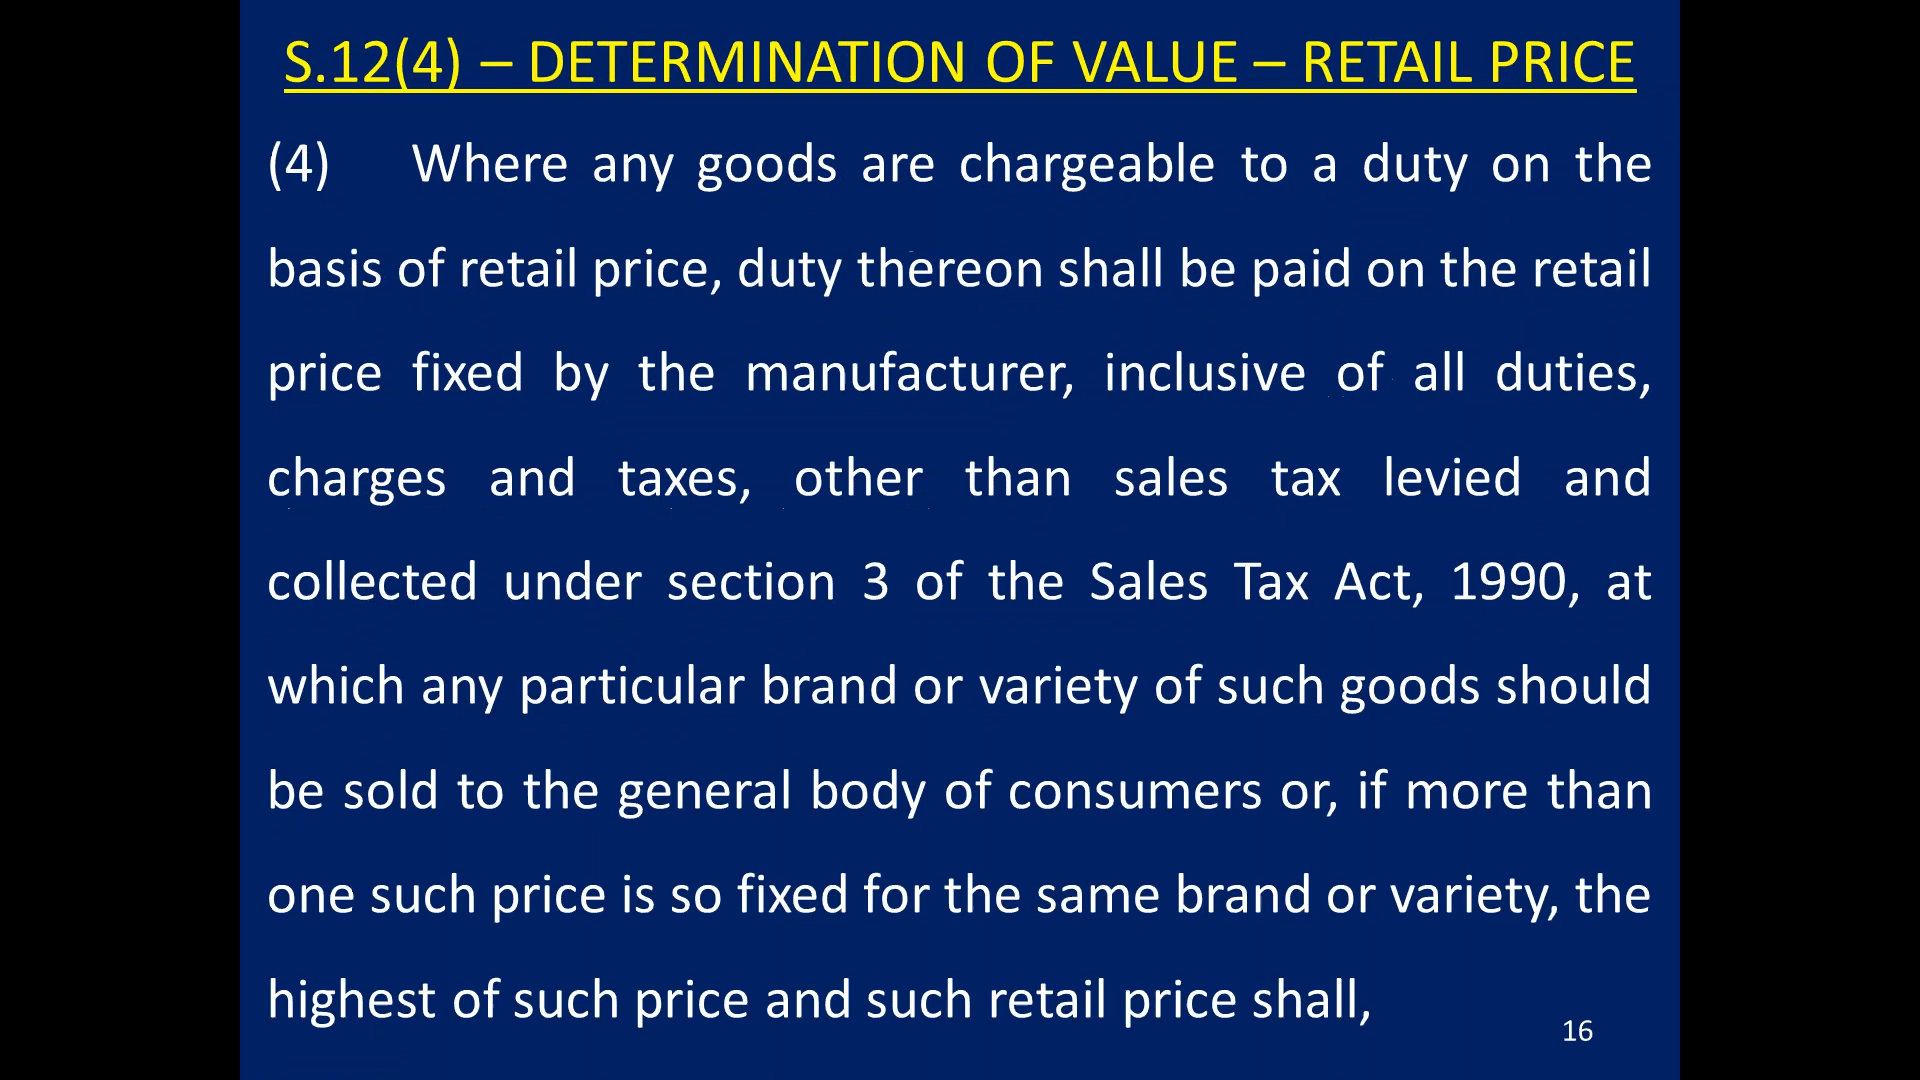 S.12(4) – DETERMINATION OF VALUE – RETAIL PRICE
(4) Where any goods are chargeable to a duty on the
basis of retail price, duty thereon shall be paid on the retail
price fixed by the manufacturer, inclusive of all duties,
charges and taxes, other than sales tax levied and
collected under section 3 of the Sales Tax Act, 1990, at
which any particular brand or variety of such goods should
be sold to the general body of consumers or, if more than
one such price is so fixed for the same brand or variety, the
highest of such price and such retail price shall,
16